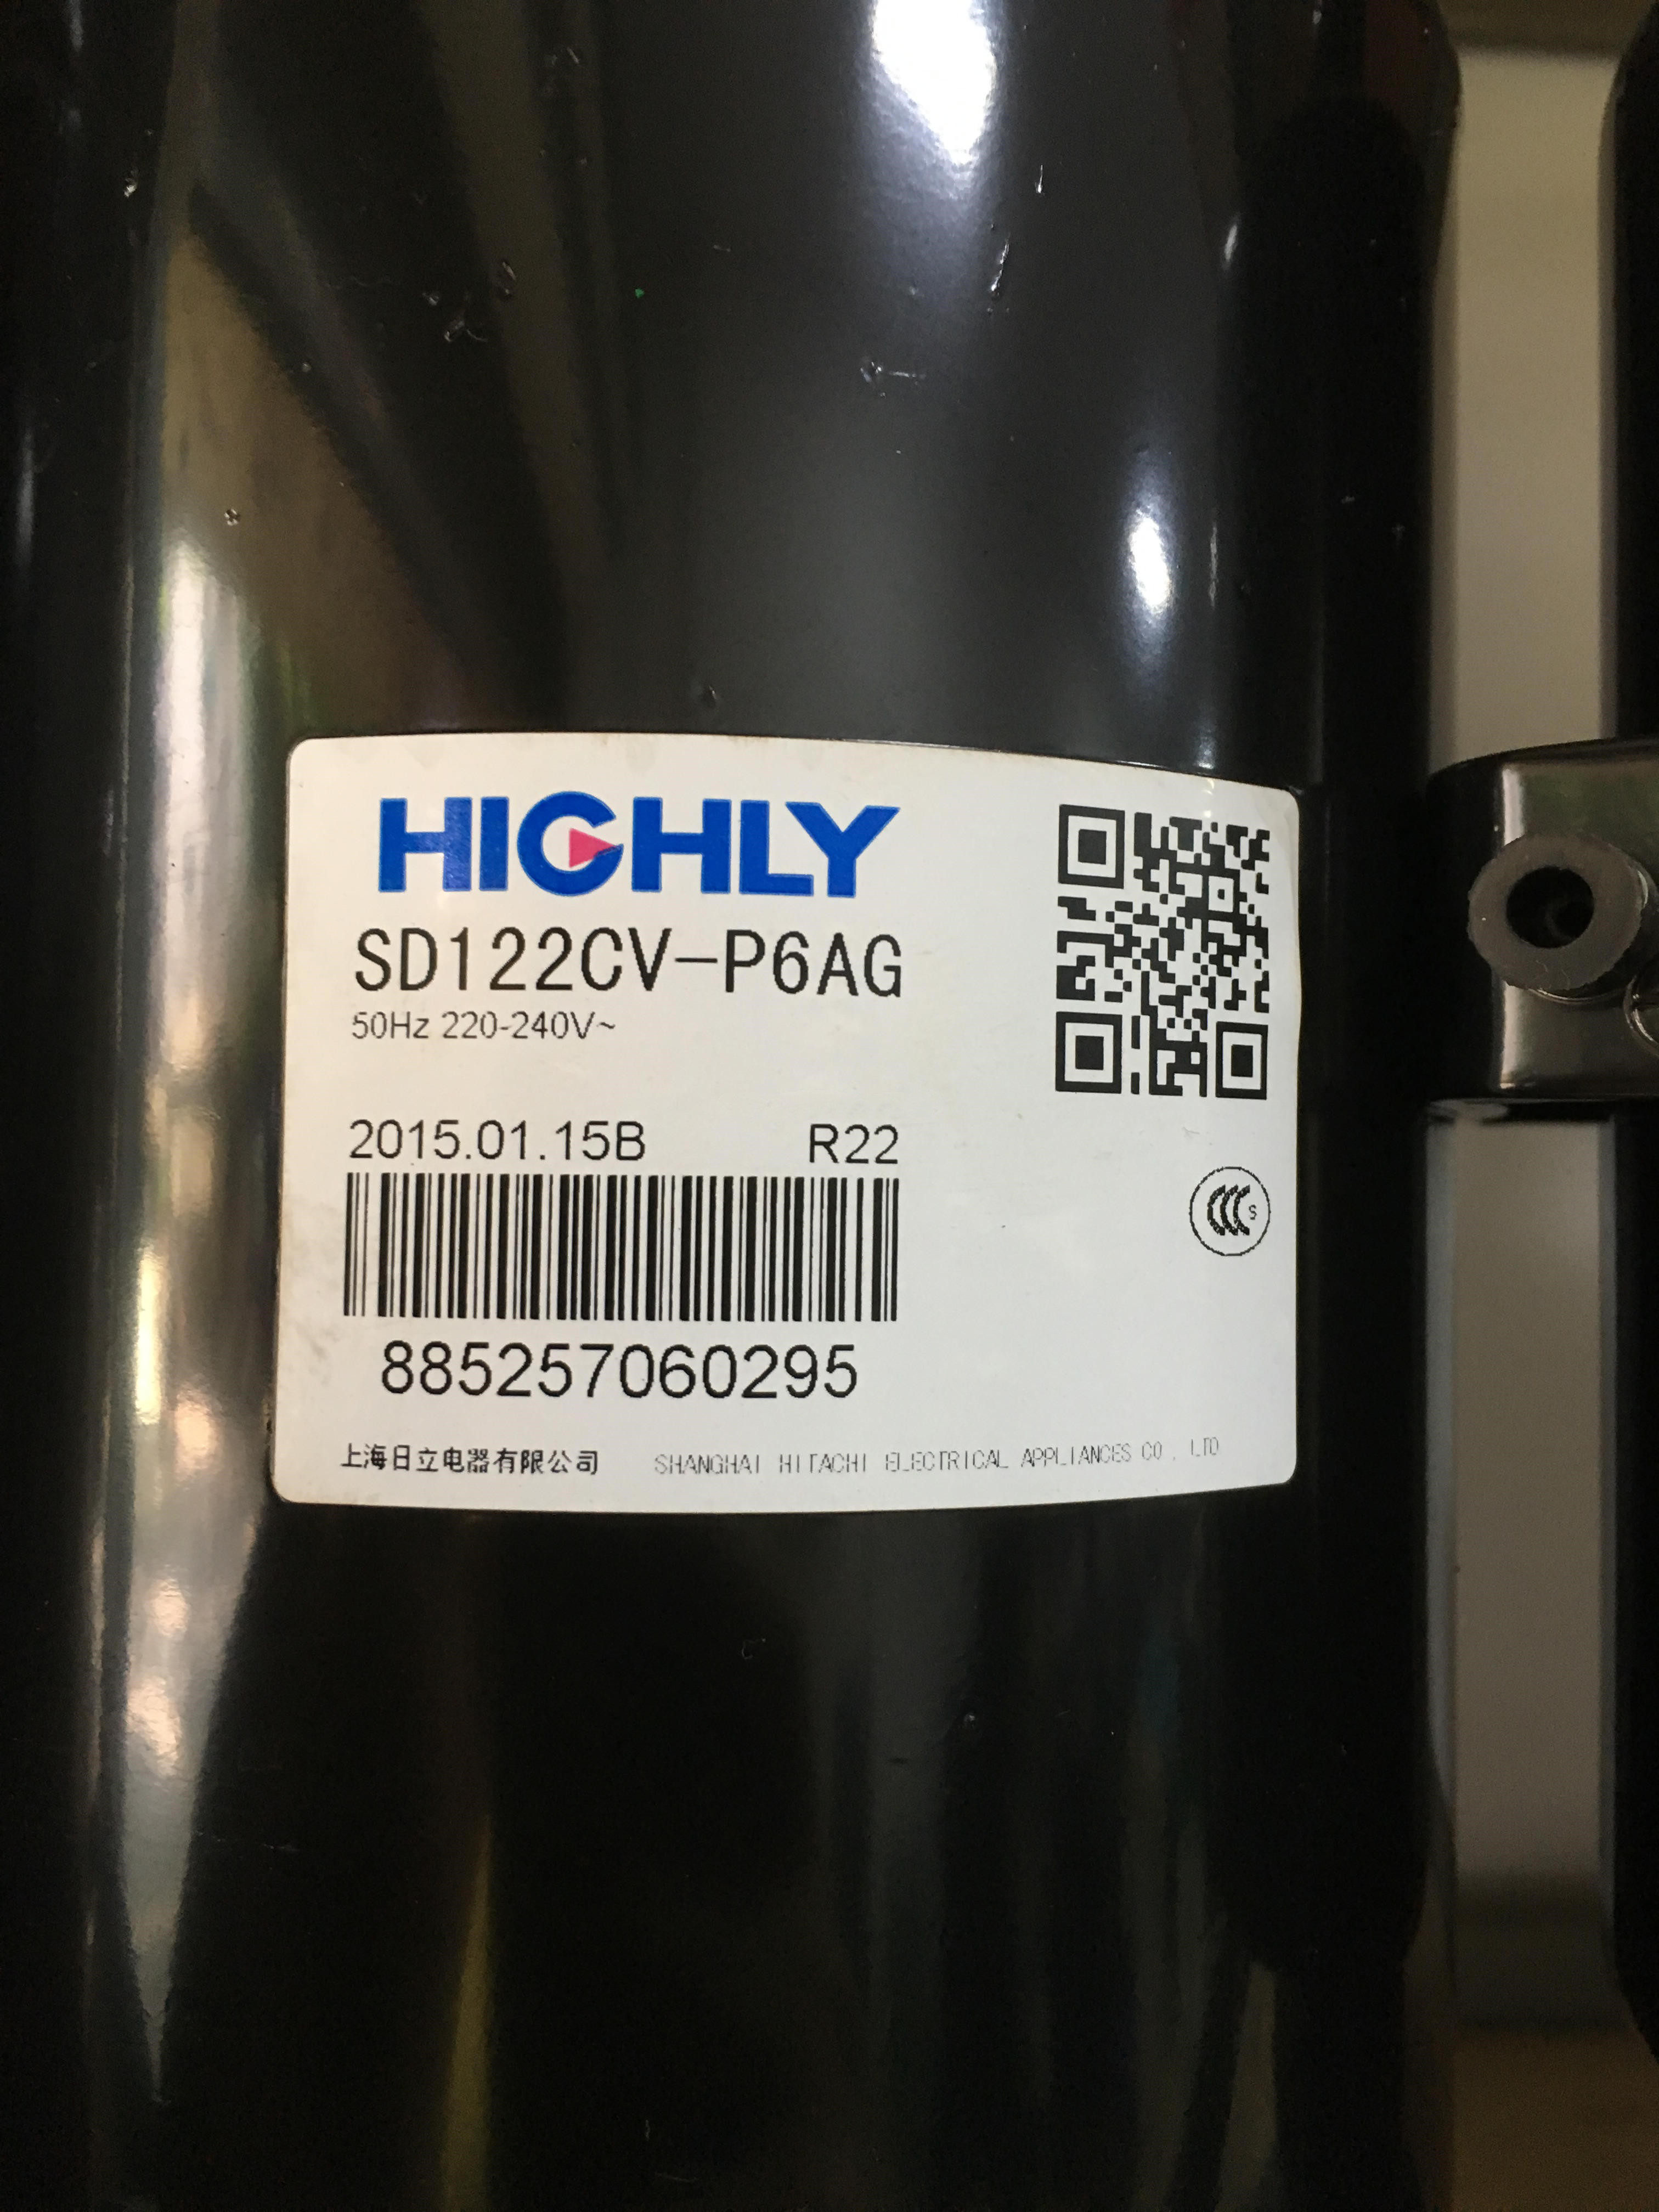 HIGHLY
SD122CV-P6AG
50Hz 220-240V~
2015.01.15B R22
S
885257060295
上海日立电器有限公司 SHANGHAI HITACHI ELECTRICAL APPLIANCES CO., LTD